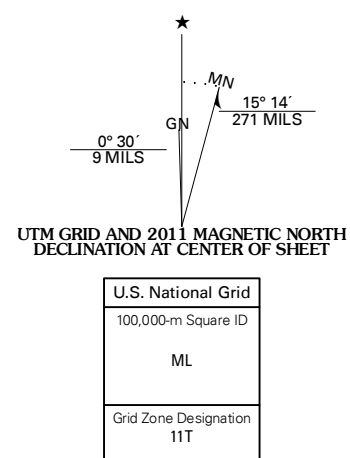 ★
MN
15° 14´
271 MILS
GN
0° 30´
9 MILS
UTM GRID AND 2011 MAGNETIC NORTH
DECLINATION AT CENTER OF SHEET
U.S. National Grid
100,000-m Square ID
ML
Grid Zone Designation
11T